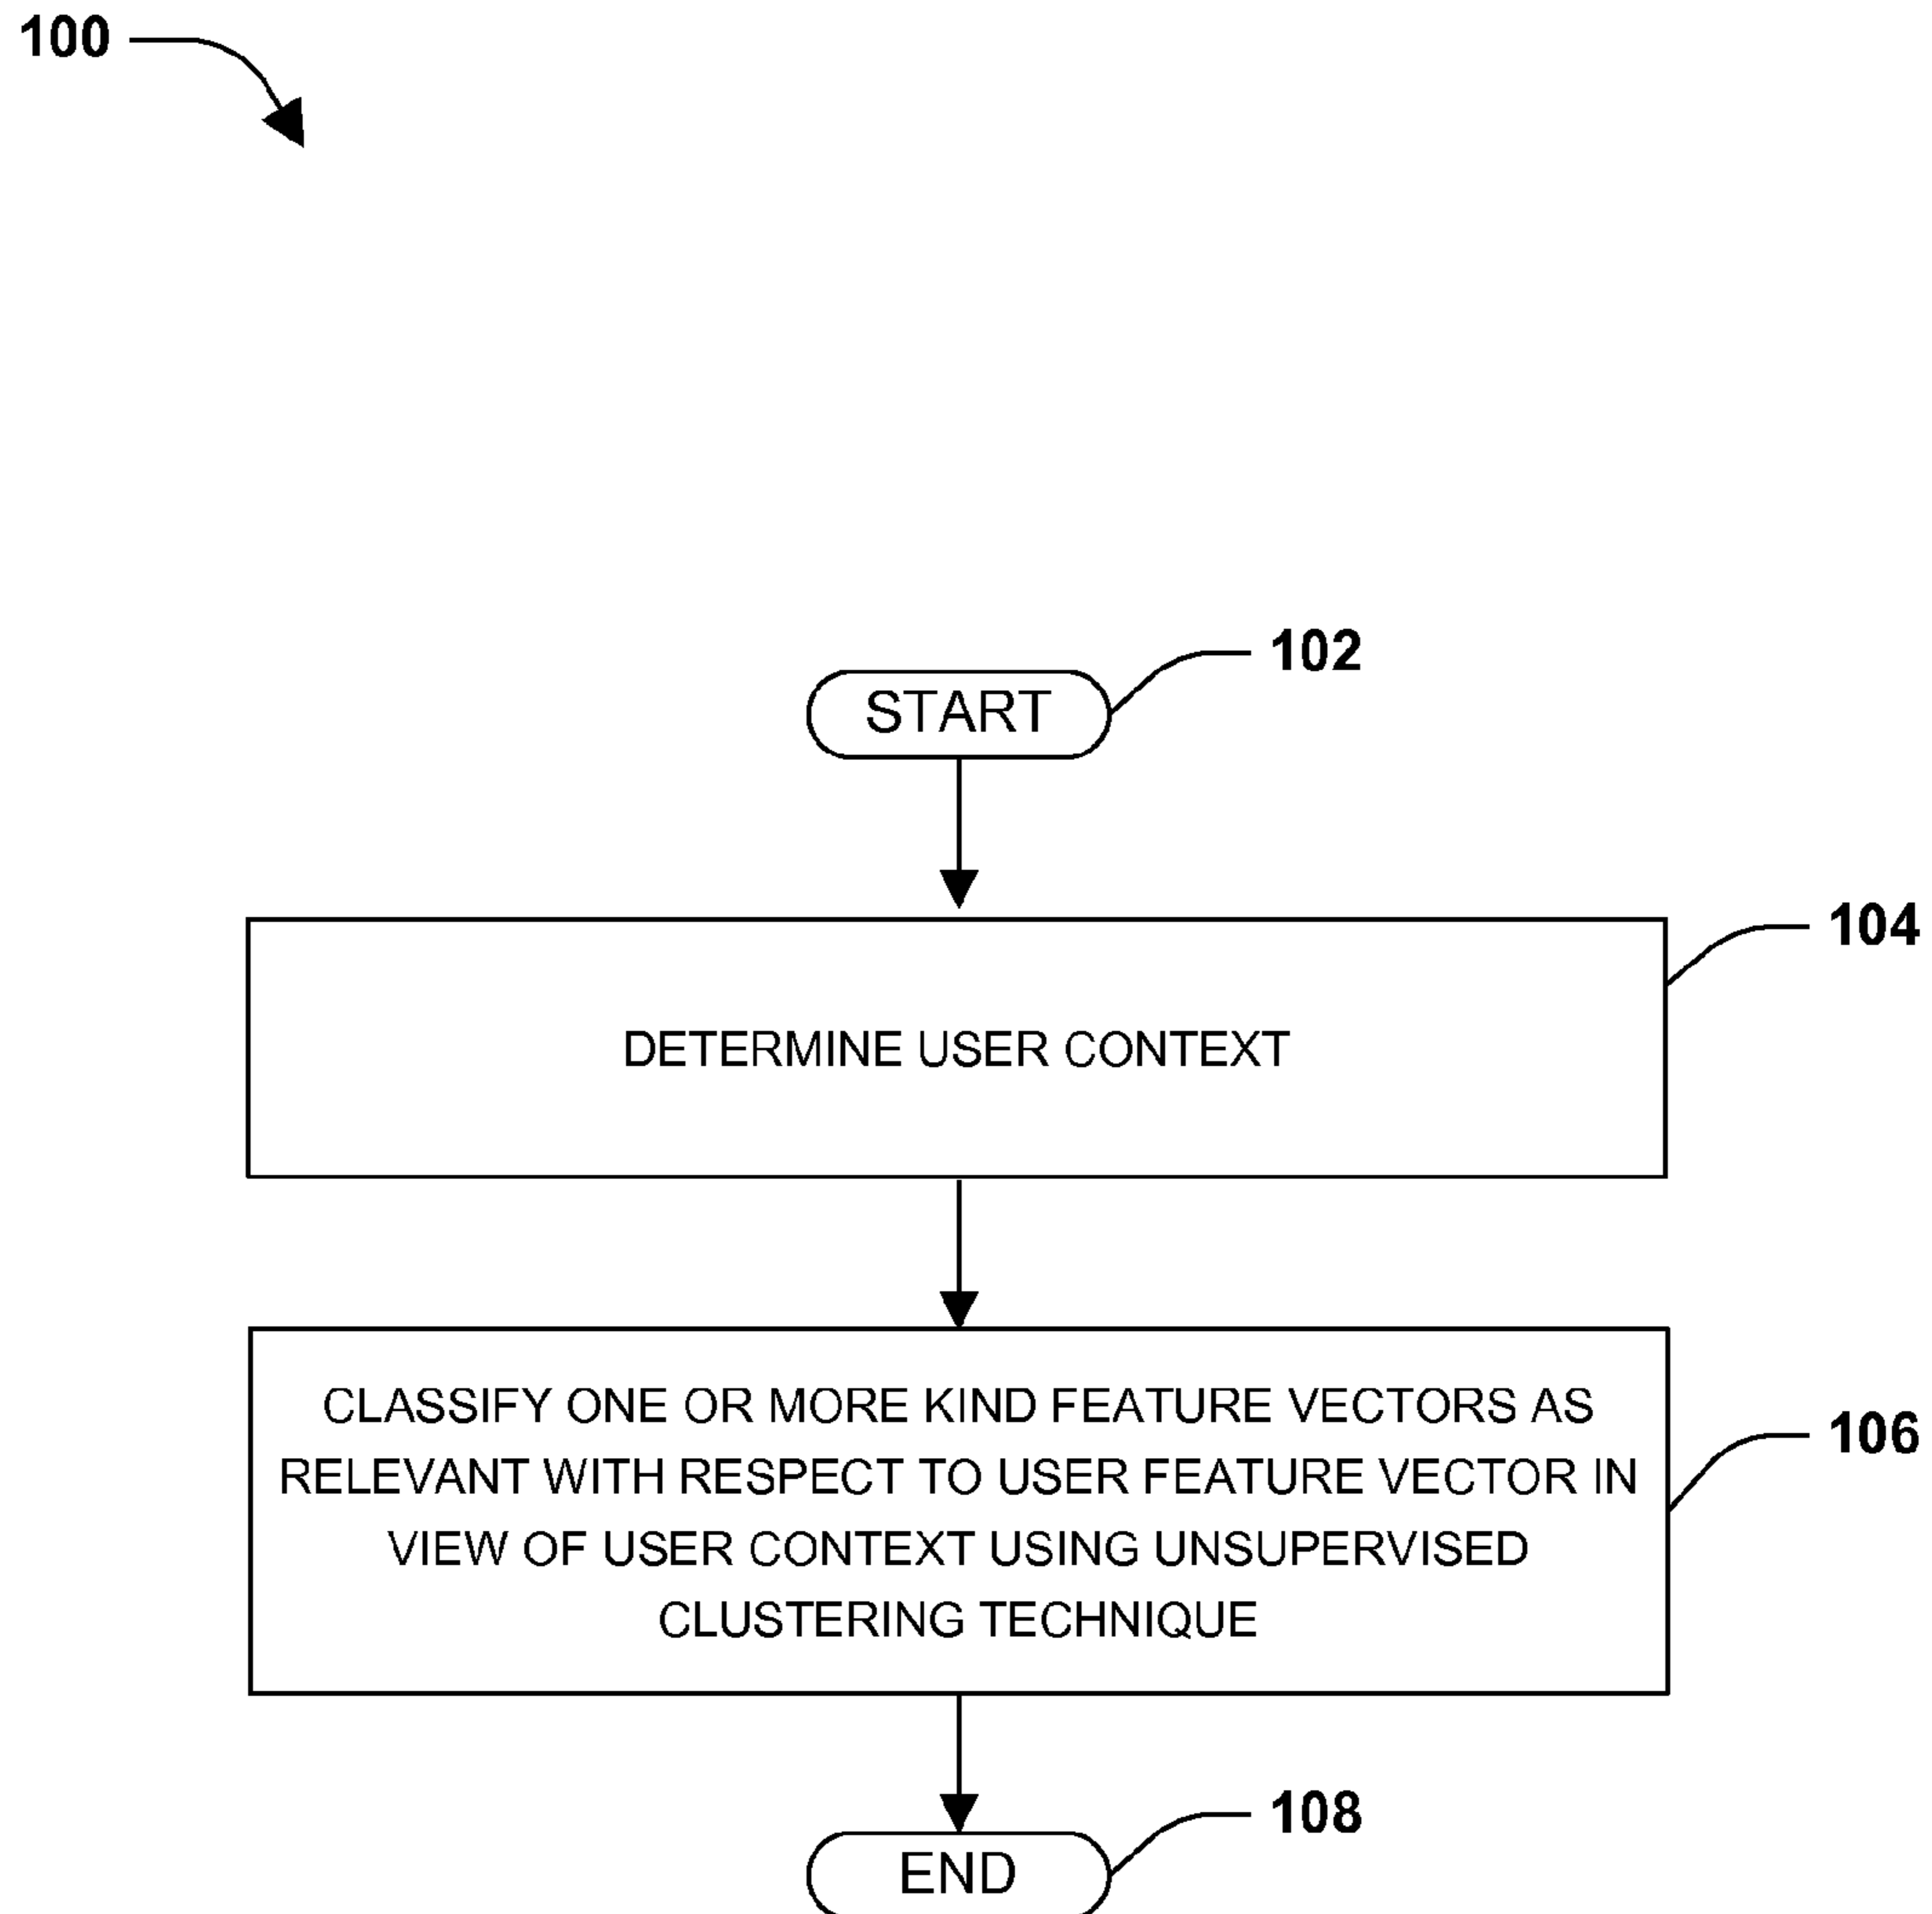 100
102
START
104
DETERMINE USER CONTEXT
CLASSIFY ONE OR MORE KIND FEATURE VECTORS AS
RELEVANT WITH RESPECT TO USER FEATURE VECTOR IN
VIEW OF USER CONTEXT USING UNSUPERVISED
CLUSTERING TECHNIQUE
106
108
END